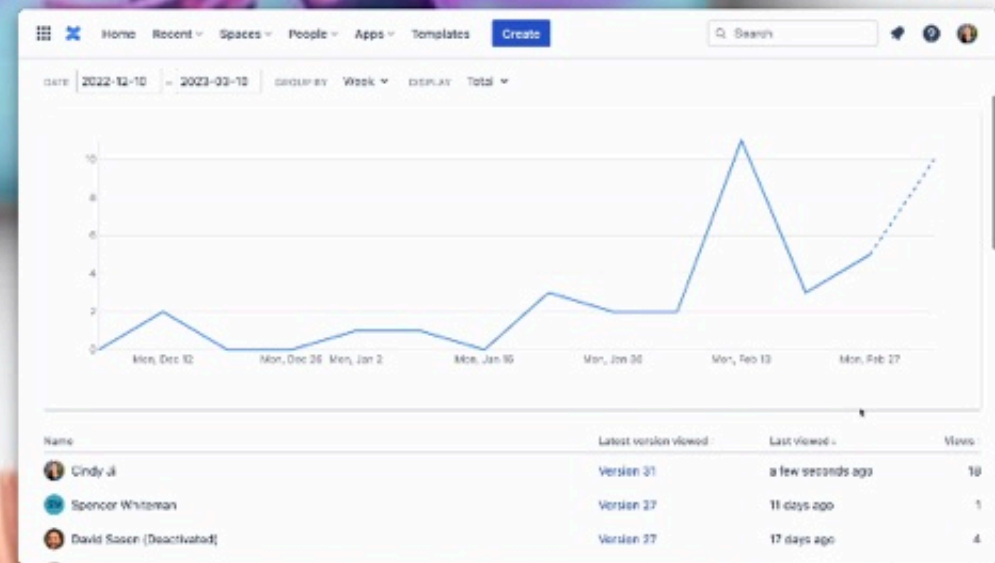 Home Recent Spaces People Apps Templates Create Search
DATE 2022-12-10 – 2023-03-10 GROUP BY Week DISPLAY Total
10
8
6
4
2
0
Mon, Dec 12 Mon, Dec 26 Mon, Jan 2 Mon, Jan 16 Mon, Jan 30 Mon, Feb 13 Mon, Feb 27
Name Latest version viewed Last viewed Views
Cindy Ji Version 31 a few seconds ago
Spencer Whiteman Version 27 11 days ago 1
David Sason (Deactivated) Version 27 17 days ago 4